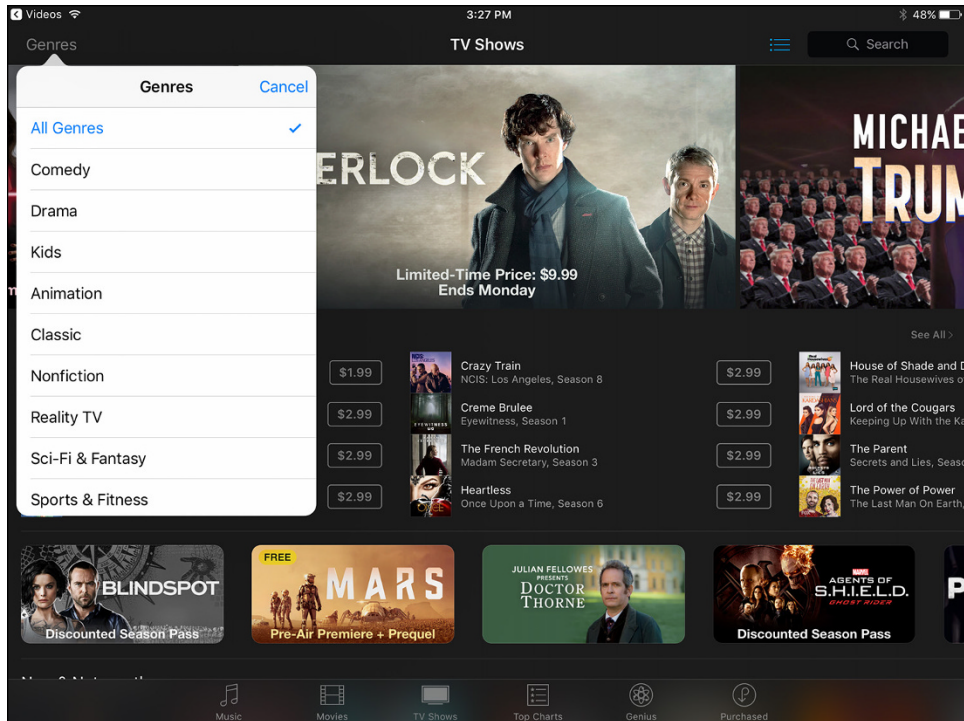 Videos
3:27 PM
48%
Genres
TV Shows
Search
Genres
Cancel
All Genres
Comedy
Drama
Kids
Animation
Classic
Nonfiction
Reality TV
Sci-Fi & Fantasy
Sports & Fitness
ERLOCK
Limited-Time Price: $9.99
Ends Monday
MICHAE
TRUM
See All >
$1.99
Crazy Train
NCIS: Los Angeles, Season 8
$2.99
House of Shade and D
The Real Housewives of
$2.99
Creme Brulee
Eyewitness, Season 1
$2.99
Lord of the Cougars
Keeping Up With the Ka
$2.99
The French Revolution
Madam Secretary, Season 3
$2.99
The Parent
Secrets and Lies, Seaso
$2.99
ONCE
Heartless
Once Upon a Time, Season 6
$2.99
The Power of Power
The Last Man On Earth,
BLINDSPOT
Discounted Season Pass
FREE
MARS
Pre-Air Premiere + Prequel
JULIAN FELLOWES
PRESENTS
DOCTOR
THORNE
MARVEL
AGENTS OF
S.H.I.E.L.D.
GHOST RIDER
Discounted Season Pass
P
Music
Movies
TV Shows
Top Charts
Genius
Purchased